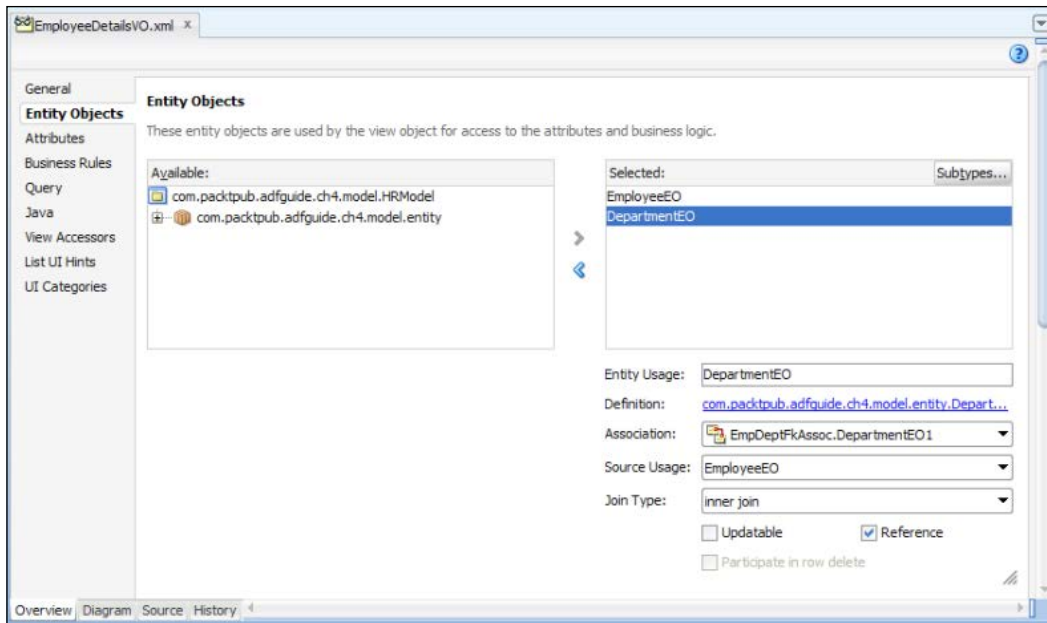 EmployeeDetailsVO.xml x
General
Entity Objects
Attributes
Business Rules
Query
Java
View Accessors
List UI Hints
UI Categories
Entity Objects
These entity objects are used by the view object for access to the attributes and business logic.
Available:
com.packtpub.adfguide.ch4.model.HRModel
com.packtpub.adfguide.ch4.model.entity
Selected:
Subtypes...
EmployeeEO
DepartmentEO
Entity Usage: DepartmentEO
Definition: com.packtpub.adfguide.ch4.model.entity.Depart...
Association: EmpDeptFkAssoc.DepartmentEO1
Source Usage: EmployeeEO
Join Type: inner join
Updatable Reference
Participate in row delete
Overview Diagram Source History